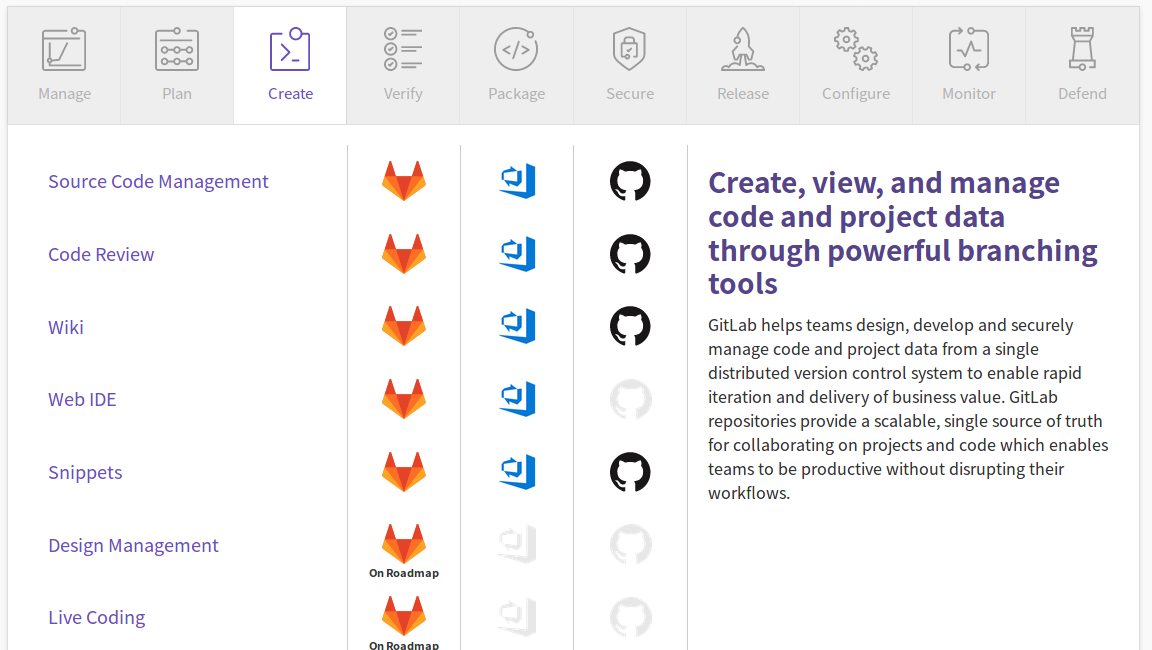 Manage
Plan
Create
Verify
Package
Secure
Release
Configure
Monitor
Defend
Source Code Management
Code Review
Wiki
Web IDE
Snippets
Design Management
On Roadmap
Live Coding
On Roadmap
Create, view, and manage
code and project data
through powerful branching
tools
GitLab helps teams design, develop and securely
manage code and project data from a single
distributed version control system to enable rapid
iteration and delivery of business value. GitLab
repositories provide a scalable, single source of truth
for collaborating on projects and code which enables
teams to be productive without disrupting their
workflows.